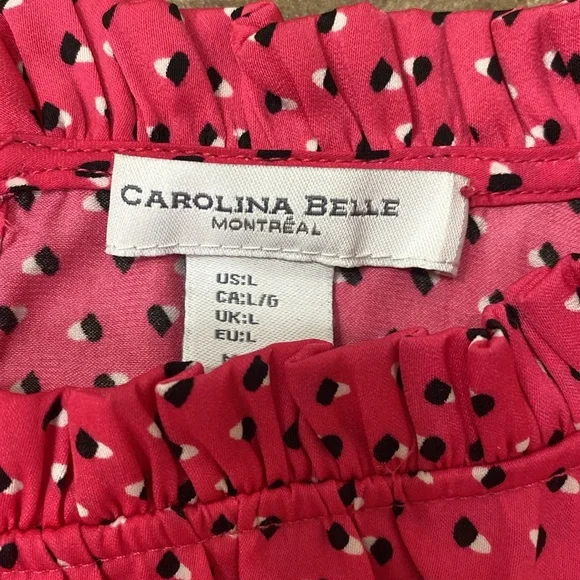 CAROLINA BELLE
MONTRÉAL
US:L
CA:L/G
UK:L
EU:L